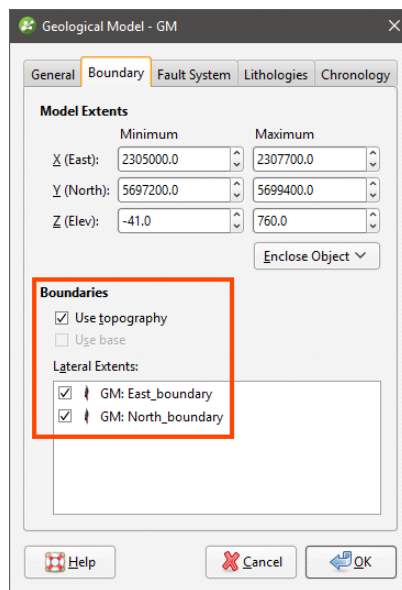 Geological Model - GM
General Boundary Fault System Lithologies Chronology
Model Extents
Minimum Maximum
X (East): 2305000.0 2307700.0
Y (North): 5697200.0 5699400.0
Z (Elev): -41.0 760.0
Enclose Object
Boundaries
Use topography
Use base
Lateral Extents:
GM: East_boundary
GM: North_boundary
Help Cancel OK